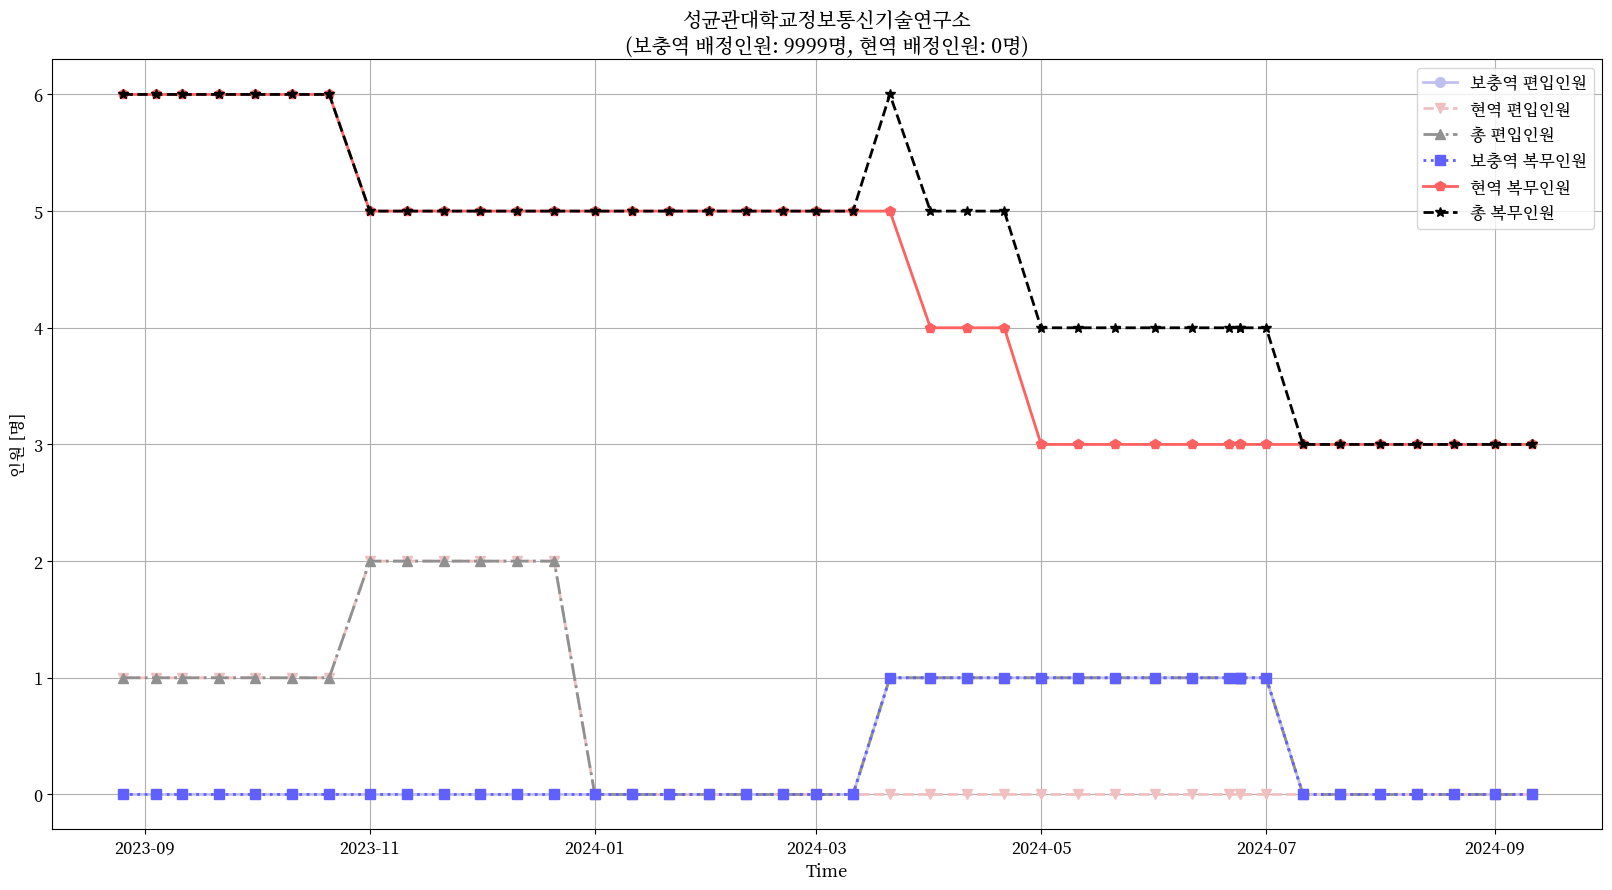 성균관대학교정보통신기술연구소
(보충역 배정인원: 9999명, 현역 배정인원: 0명)
보충역 편입인원
현역 편입인원
총 편입인원
보충역 복무인원
현역 복무인원
총 복무인원
인원 [명]
6
5
4
3
2
1
0
2023-09
2023-11
2024-01
2024-03
2024-05
2024-07
2024-09
Time